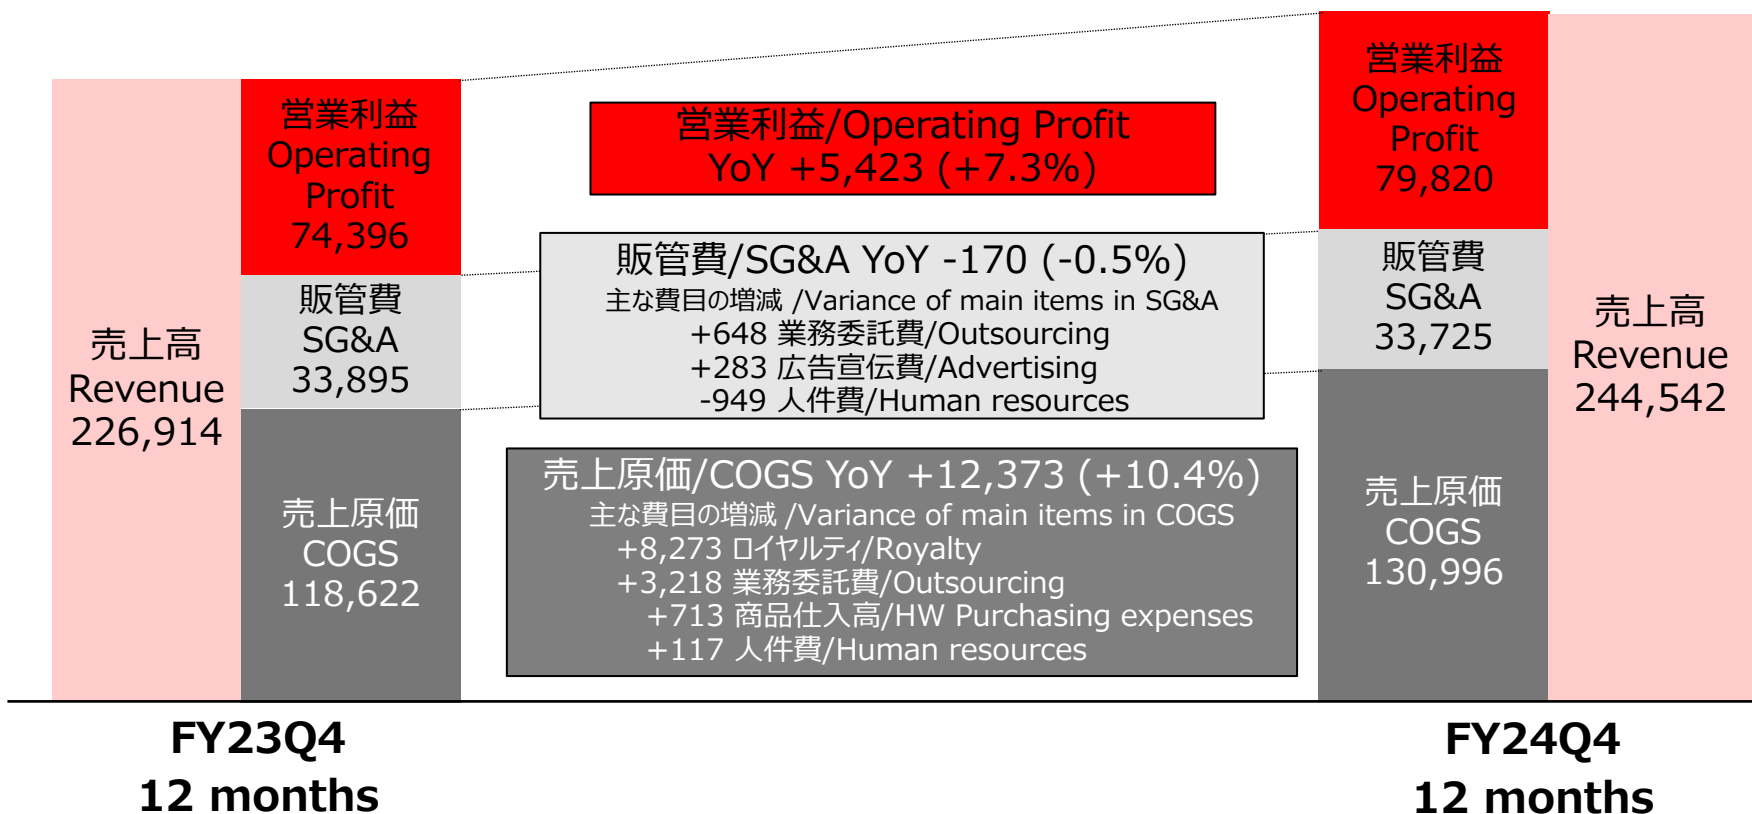 売上高
Revenue
226,914
営業利益
Operating
Profit
74,396
販管費
SG&A
33,895
売上原価
COGS
118,622
営業利益/Operating Profit
YoY +5,423 (+7.3%)
販管費/SG&A YoY -170 (-0.5%)
主な費目の増減 /Variance of main items in SG&A
+648 業務委託費/Outsourcing
+283 広告宣伝費/Advertising
-949 人件費/Human resources
売上原価/COGS YoY +12,373 (+10.4%)
主な費目の増減 /Variance of main items in COGS
+8,273 ロイヤルティ/Royalty
+3,218 業務委託費/Outsourcing
+713 商品仕入高/HW Purchasing expenses
+117 人件費/Human resources
営業利益
Operating
Profit
79,820
販管費
SG&A
33,725
売上原価
COGS
130,996
売上高
Revenue
244,542
FY23Q4
12 months
FY24Q4
12 months